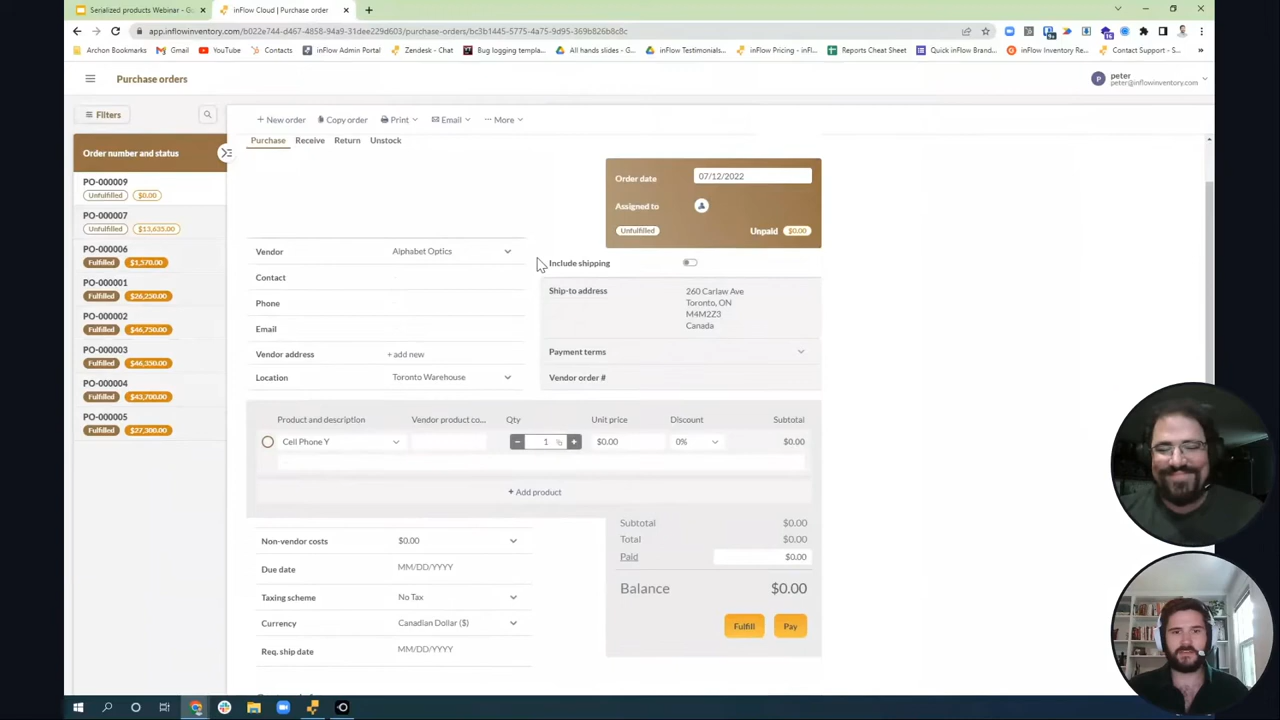 Serialized products Webinar - Go
inFlow Cloud | Purchase order
app.inflowinventory.com/b022e744-d467-4858-94a1-31dee229d603/purchase-orders/bc3b1445-5775-4a75-9d95-369b826b8c8c
Archon Bookmarks
Gmail
YouTube
Contacts
inFlow Admin Portal
Zendesk - Chat
Bug logging templa...
All hands slides - G...
inFlow Testimonials...
inFlow Pricing - inFl...
Reports Cheat Sheet
Quick inFlow Brand...
inFlow Inventory Re...
Contact Support - S...
Purchase orders
P
peter
peter@inflowinventory.com
Filters
New order
Copy order
Print
Email
More
Order number and status
Purchase
Receive
Return
Unstock
PO-000009
Unfulfilled
$0.00
PO-000007
Unfulfilled
$13,635.00
PO-000006
Fulfilled
$1,570.00
PO-000001
Fulfilled
$26,250.00
PO-000002
Fulfilled
$46,750.00
PO-000003
Fulfilled
$46,350.00
PO-000004
Fulfilled
$43,700.00
PO-000005
Fulfilled
$27,300.00
Order date
07/12/2022
Assigned to
Unfulfilled
Unpaid
$0.00
Vendor
Alphabet Optics
Contact
Phone
Email
Vendor address
+ add new
Location
Toronto Warehouse
Include shipping
Ship-to address
260 Carlaw Ave
Toronto, ON
M4M2Z3
Canada
Payment terms
Vendor order #
Product and description
Vendor product co...
Qty
Unit price
Discount
Subtotal
Cell Phone Y
1
$0.00
0%
$0.00
+ Add product
Non-vendor costs
$0.00
Due date
MM/DD/YYYY
Taxing scheme
No Tax
Currency
Canadian Dollar ($)
Req. ship date
MM/DD/YYYY
Subtotal
$0.00
Total
$0.00
Paid
$0.00
Balance
$0.00
Fulfill
Pay